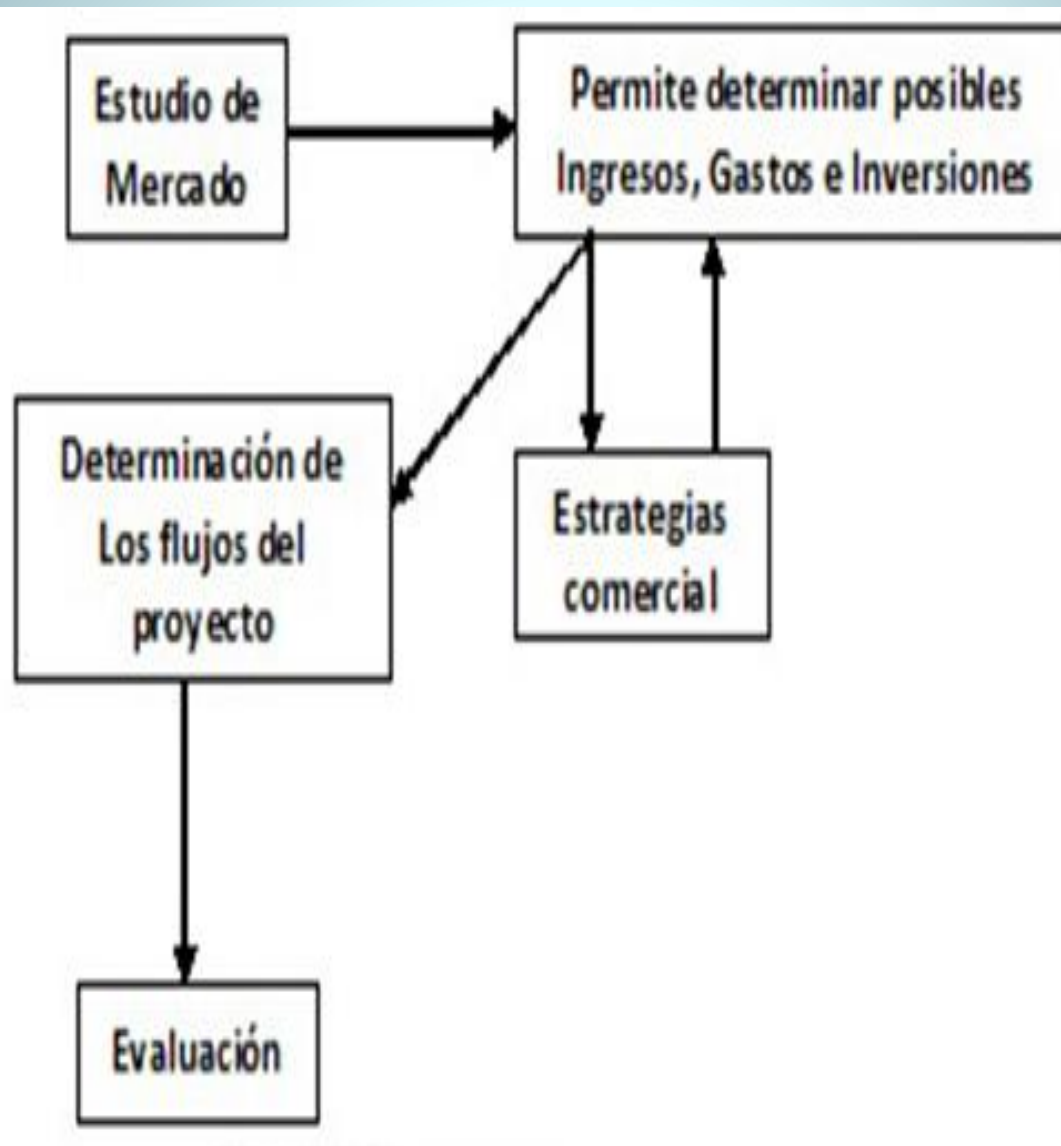 Estudio de
Mercado
Permite determinar posibles
Ingresos, Gastos e Inversiones
Determinación de
Los flujos del
proyecto
Estrategias
comercial
Evaluación